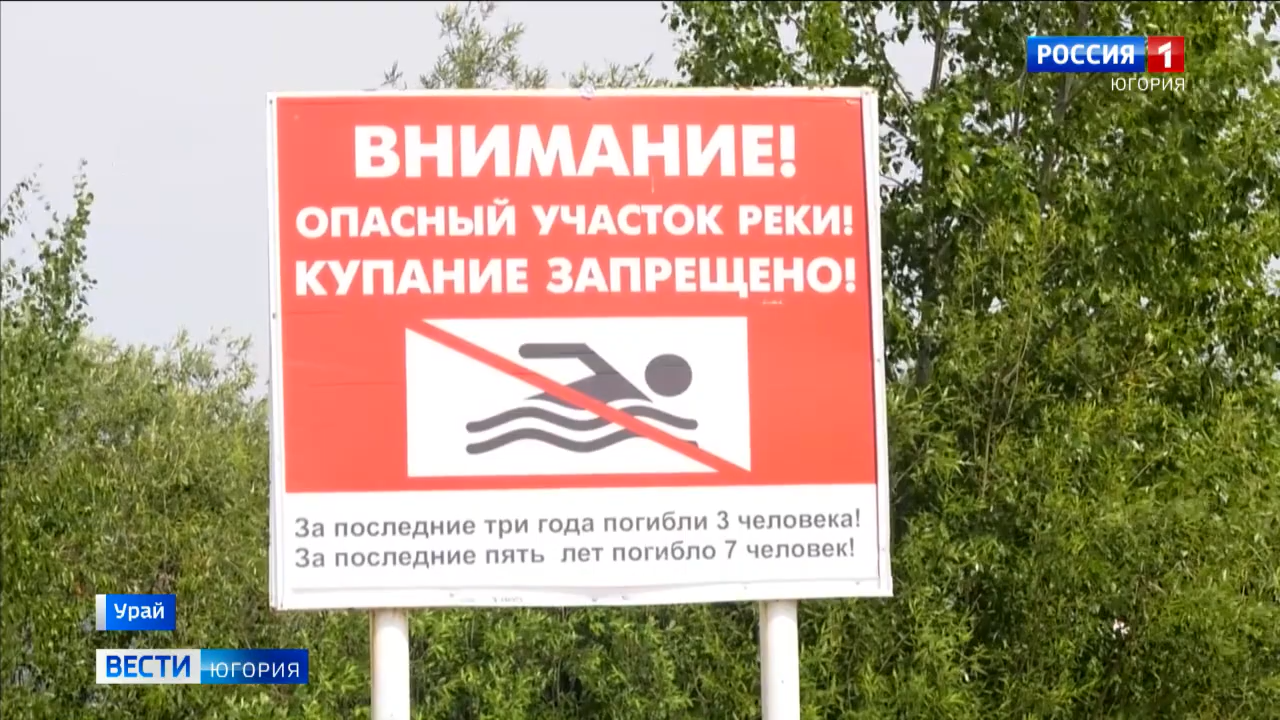 РОССИЯ 1
ЮГОРИЯ
ВНИМАНИЕ!
ОПАСНЫЙ УЧАСТОК РЕКИ!
КУПАНИЕ ЗАПРЕЩЕНО!
За последние три года погибли 3 человека!
За последние пять лет погибло 7 человек!
Урай
ВЕСТИ ЮГОРИЯ